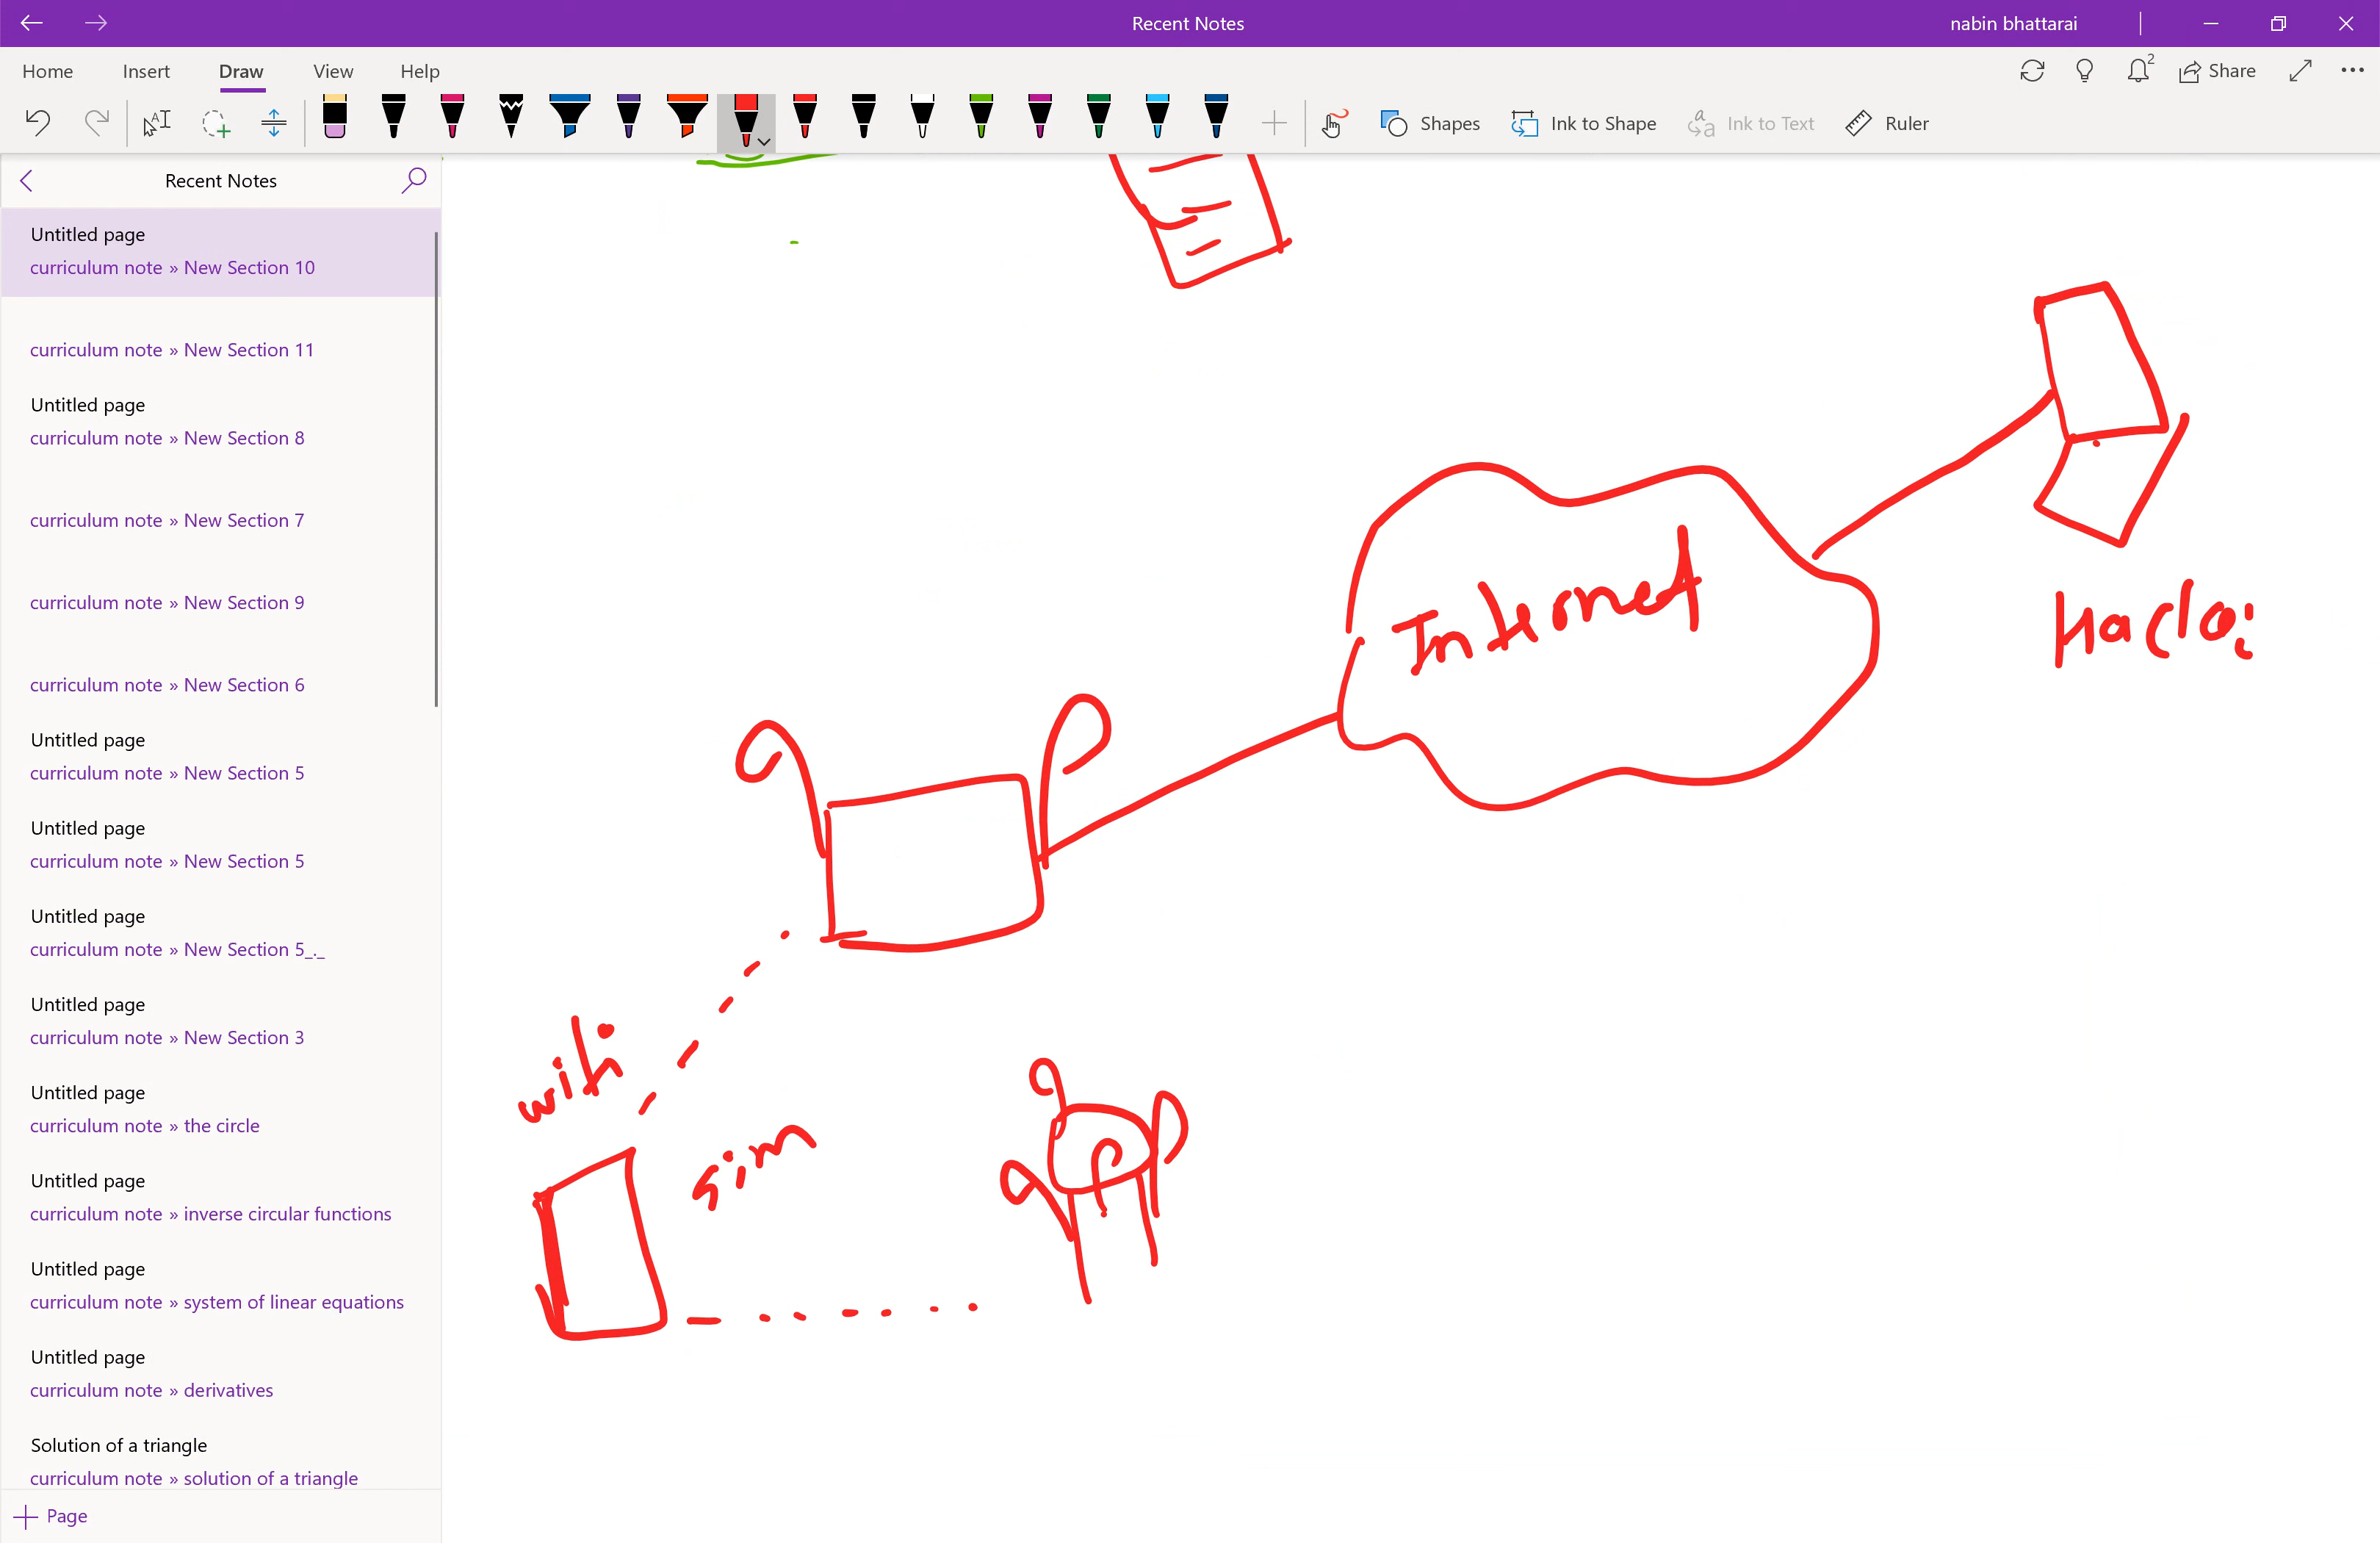 Recent Notes
nabin bhattarai
Home Insert Draw View Help
2 Share
Shapes Ink to Shape Ink to Text Ruler
Recent Notes
Untitled page
curriculum note » New Section 10
curriculum note » New Section 11
Untitled page
curriculum note » New Section 8
curriculum note » New Section 7
curriculum note » New Section 9
curriculum note » New Section 6
Untitled page
curriculum note » New Section 5
Untitled page
curriculum note » New Section 5
Untitled page
curriculum note » New Section 5_._
Untitled page
curriculum note » New Section 3
Untitled page
curriculum note » the circle
Untitled page
curriculum note » inverse circular functions
Untitled page
curriculum note » system of linear equations
Untitled page
curriculum note » derivatives
Solution of a triangle
curriculum note » solution of a triangle
Page
Internet
wifi
sim